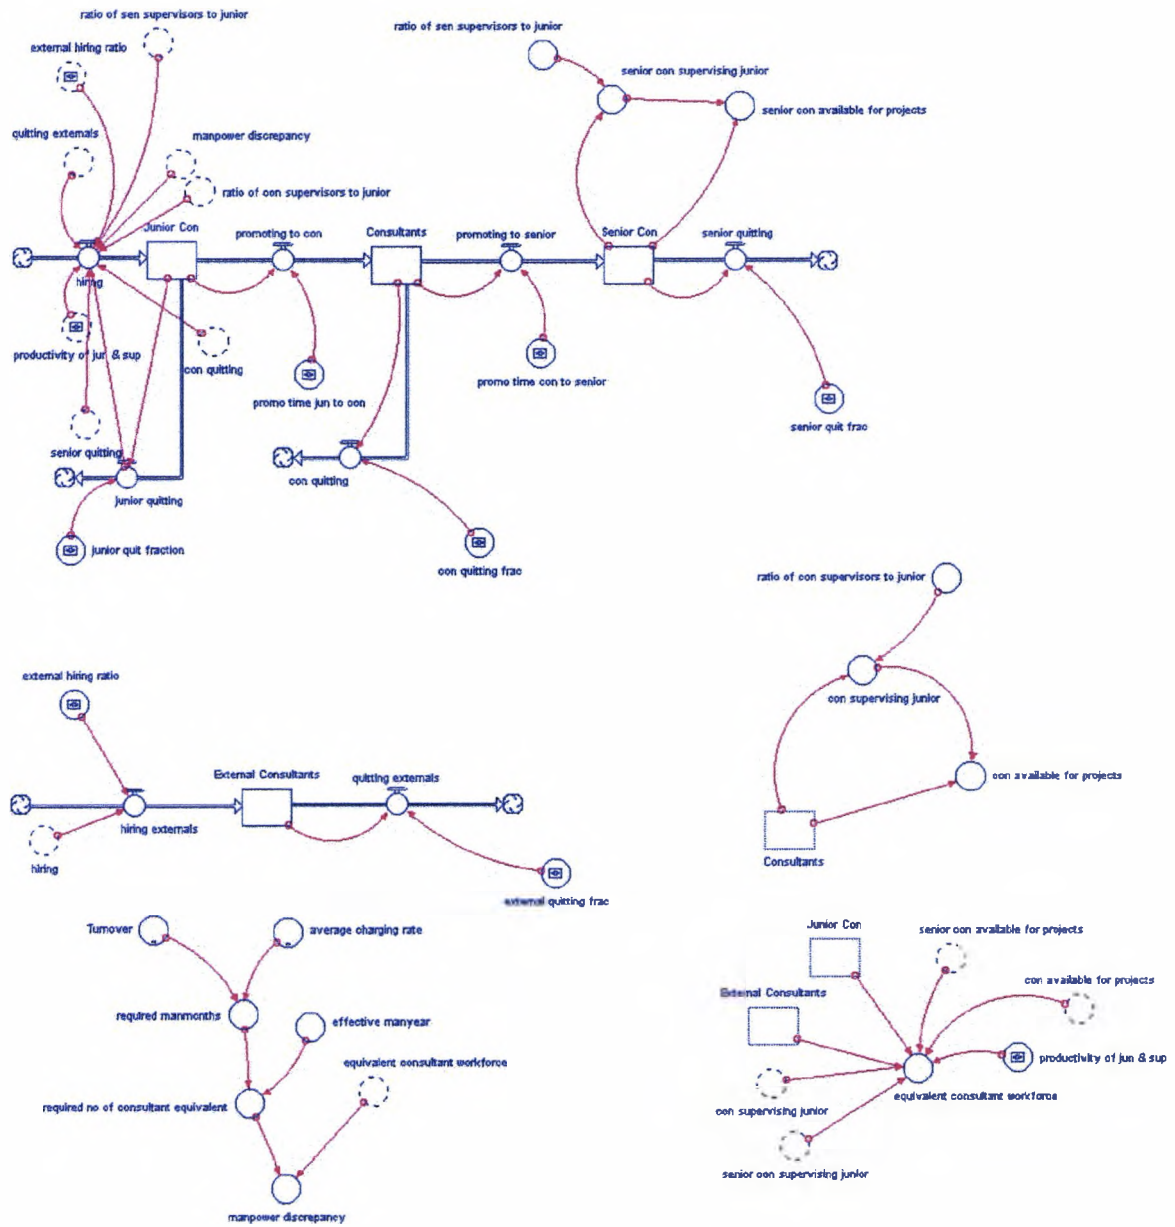 ratio of sen supervisors to junior
external hiring ratio
quitting externals
manpower discrepancy
ratio of con supervisors to junior
Junior Con
promoting to con
Consultants
promoting to senior
Senior Con
senior quitting
ratio of sen supervisors to junior
senior con supervising junior
senior con available for projects
hiring
productivity of jun & sup
con quitting
promo time jun to con
promo time con to senior
senior quit frac
senior quitting
junior quitting
con quitting
junior quit fraction
con quitting frac
ratio of con supervisors to junior
con supervising junior
con available for projects
Consultants
external hiring ratio
External Consultants
quitting externals
hiring externals
hiring
external quitting frac
Turnover
average charging rate
required manmonths
effective manyear
equivalent consultant workforce
required no of consultant equivalent
manpower discrepancy
Junior Con
senior con available for projects
External Consultants
con available for projects
productivity of jun & sup
equivalent consultant workforce
con supervising junior
senior con supervising junior